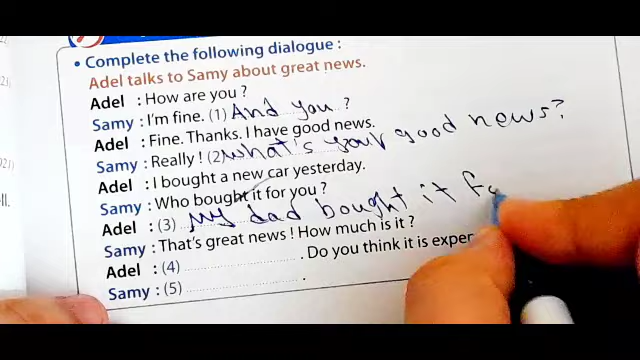 • Complete the following dialogue :
Adel talks to Samy about great news.
Adel : How are you ?
Samy : I'm fine. (1) And you ?
Adel : Fine. Thanks. I have good news.
Samy : Really ! (2) what's your good news?
Adel : I bought a new car yesterday.
Samy : Who bought it for you ?
Adel : (3) My dad bought it fo
Samy : That's great news ! How much is it ?
Adel : (4) . Do you think it is expen
Samy : (5) .